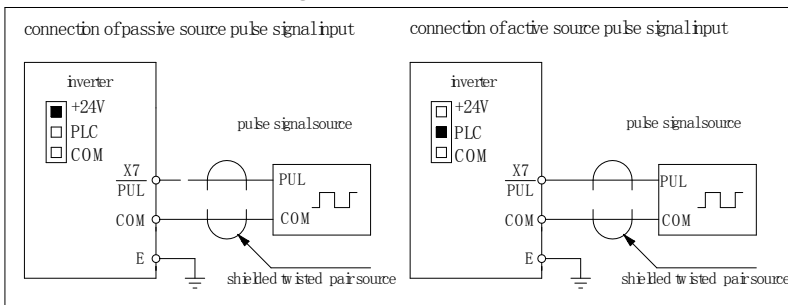 connection of passive source pulse signal input
inverter
+24V
PLC
COM
X7
PUL
COM
E
pulse signal source
PUL
COM
shielded twisted pair source
connection of active source pulse signal input
inverter
+24V
PLC
COM
X7
PUL
COM
E
pulse signal source
PUL
COM
shielded twisted pair source